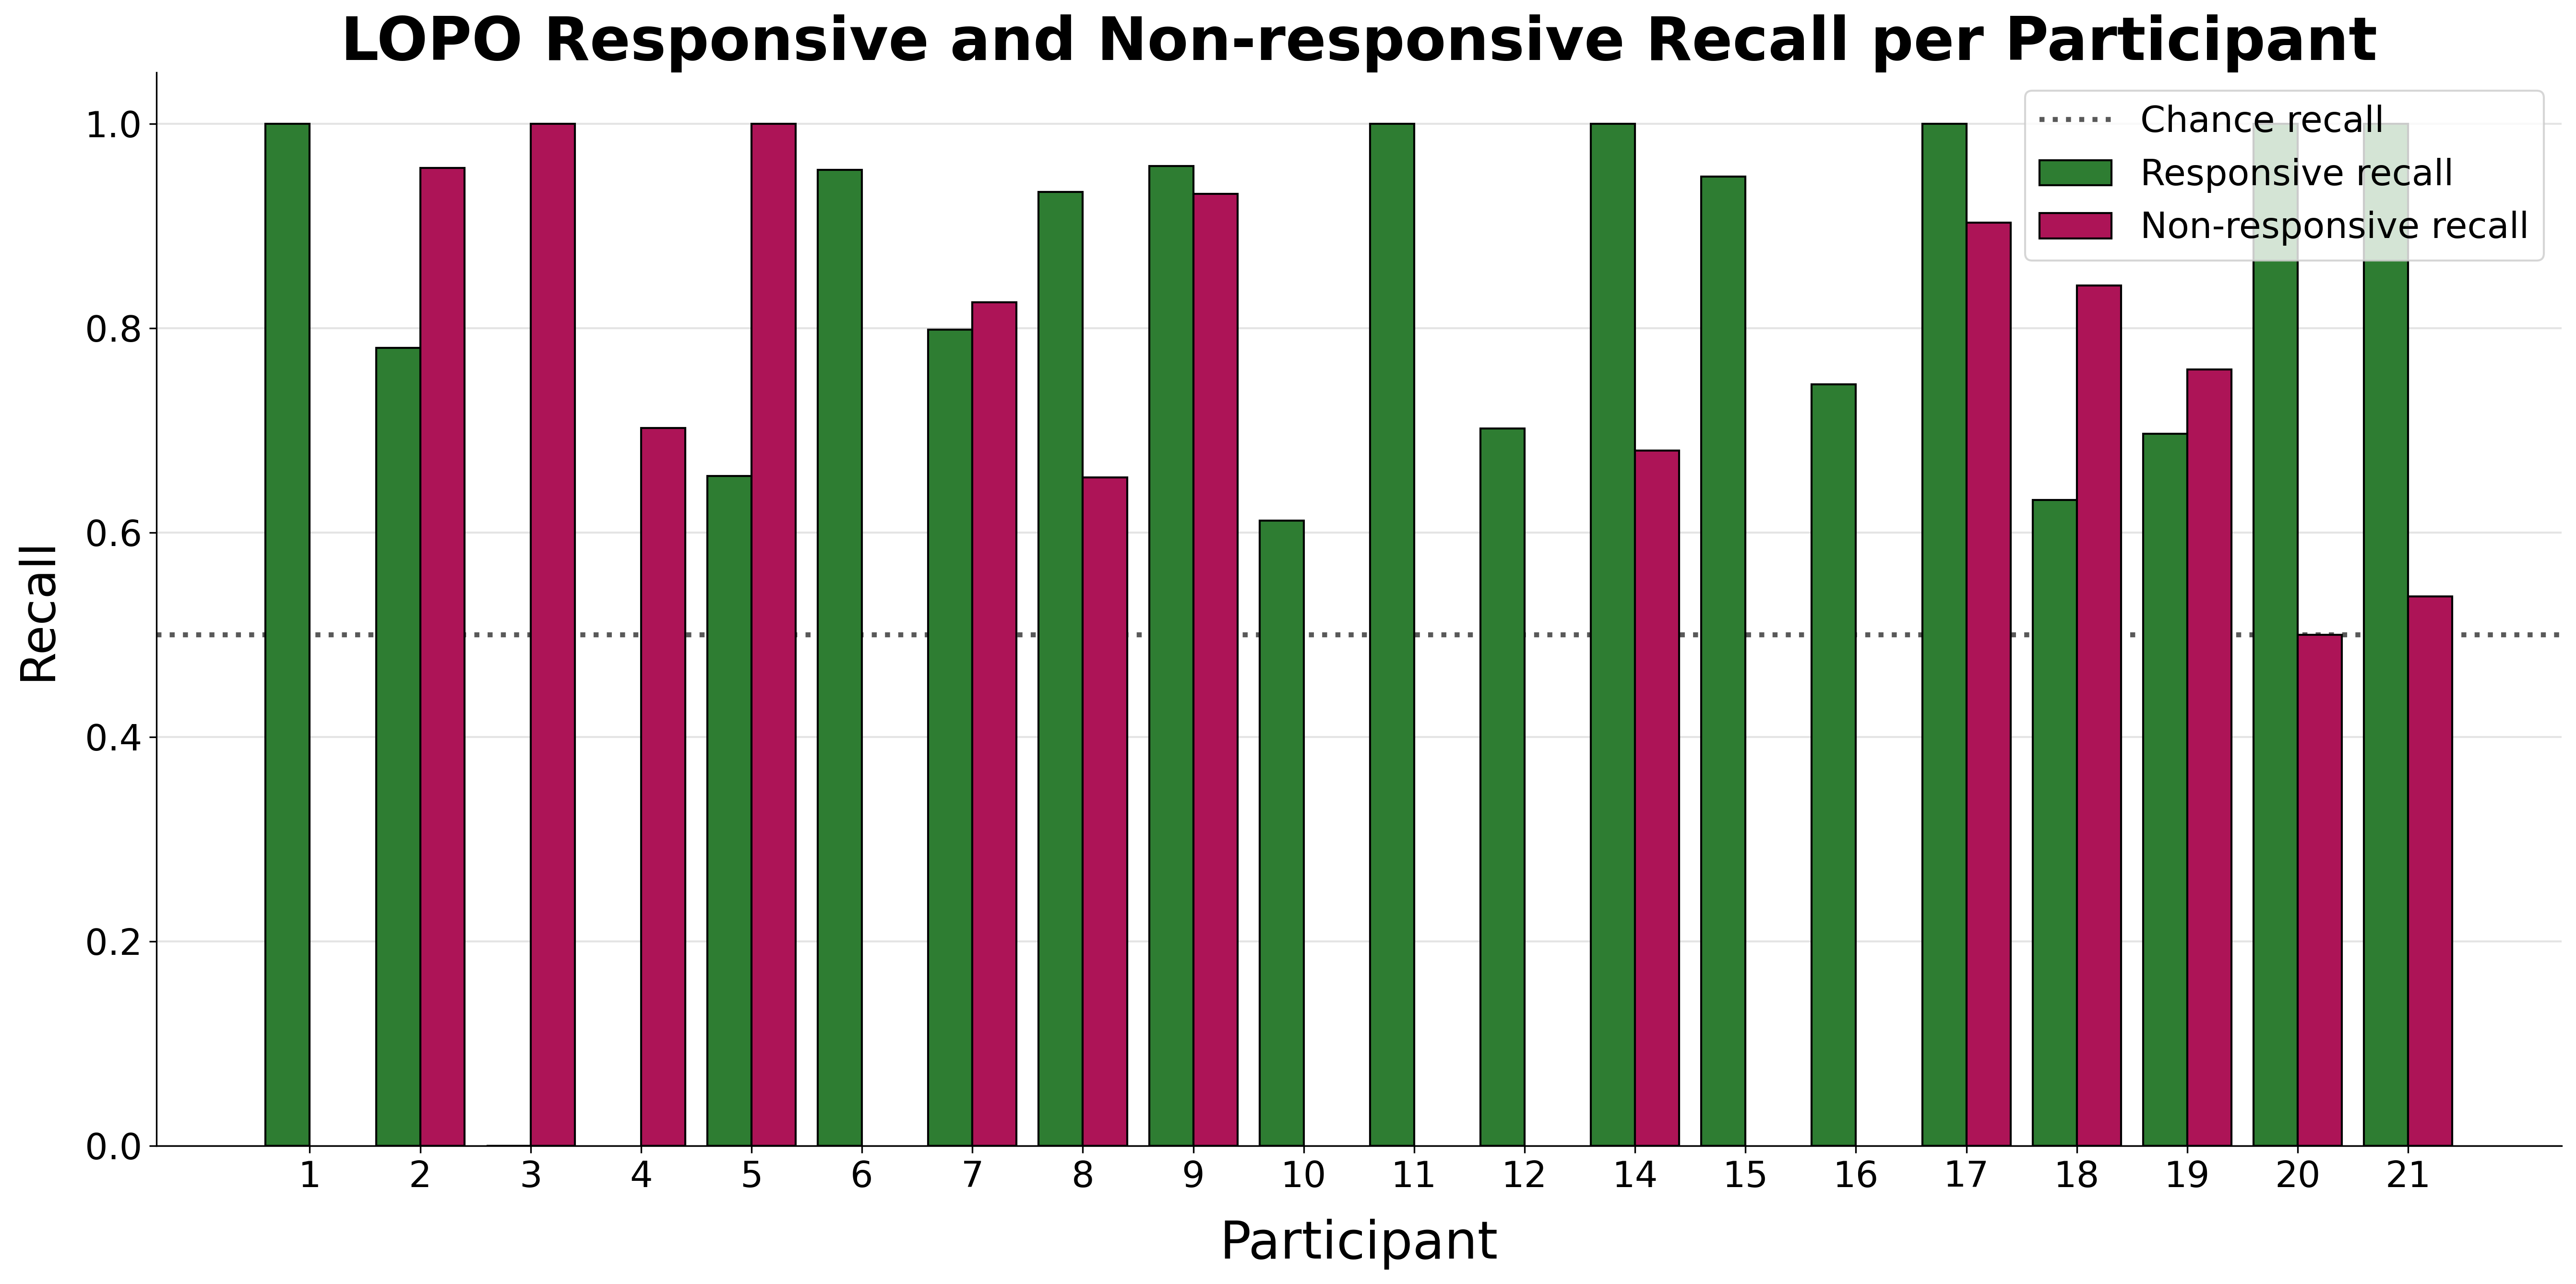 LOPO Responsive and Non-responsive Recall per Participant
Chance recall
Responsive recall
Non-responsive recall
1.0
0.8
0.6
0.4
0.2
0.0
Recall
1 2 3 4 5 6 7 8 9 10 11 12 14 15 16 17 18 19 20 21
Participant